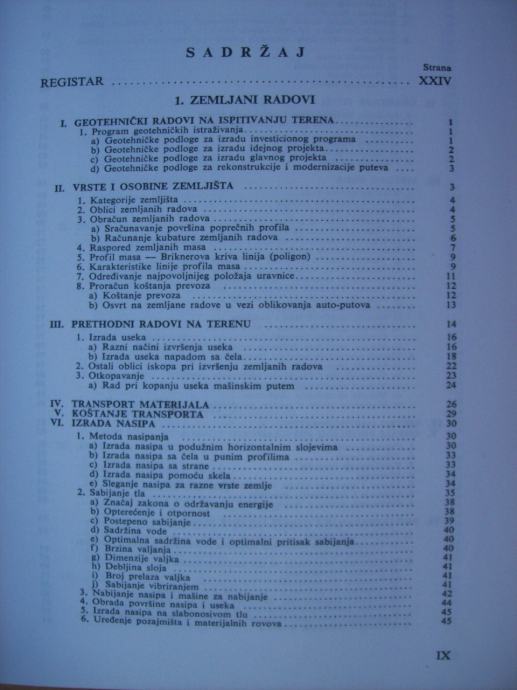 SADRŽAJ
Strana
REGISTAR ........ XXIV
1. ZEMLJANI RADOVI
I. GEOTEHNIČKI RADOVI NA ISPITIVANJU TERENA ........ 1
1. Program geotehničkih istraživanja ........ 1
a) Geotehničke podloge za izradu investicionog programa ........ 1
b) Geotehničke podloge za izradu idejnog projekta ........ 2
c) Geotehničke podloge za izradu glavnog projekta ........ 2
d) Geotehničke podloge za rekonstrukcije i modernizacije puteva ........ 3
II. VRSTE I OSOBINE ZEMLJIŠTA ........ 3
1. Kategorije zemljišta ........ 4
2. Oblici zemljanih radova ........ 4
3. Obračun zemljanih radova ........ 5
a) Sračunavanje površina poprečnih profila ........ 5
b) Računanje kubature zemljanih radova ........ 6
4. Raspored zemljanih masa ........ 7
5. Profil masa — Briknerova kriva linija (poligon) ........ 9
6. Karakteristike linije profila masa ........ 9
7. Određivanje najpovoljnijeg položaja uravnice ........ 11
8. Proračun koštanja prevoza ........ 12
a) Koštanje prevoza ........ 12
b) Osvrt na zemljane radove u vezi oblikovanja auto-putova ........ 13
III. PRETHODNI RADOVI NA TERENU ........ 14
1. Izrada useka ........ 16
a) Razni načini izvršenja useka ........ 16
b) Izrada useka napadom sa čela ........ 18
2. Ostali oblici iskopa pri izvršenju zemljanih radova ........ 22
3. Otkopavanje ........ 23
a) Rad pri kopanju useka mašinskim putem ........ 24
IV. TRANSPORT MATERIJALA ........ 26
V. KOŠTANJE TRANSPORTA ........ 29
VI. IZRADA NASIPA ........ 30
1. Metoda nasipanja ........ 30
a) Izrada nasipa u podužnim horizontalnim slojevima ........ 30
b) Izrada nasipa sa čela u punim profilima ........ 33
c) Izrada nasipa sa strane ........ 33
d) Izrada nasipa pomoću skela ........ 34
e) Sleganje nasipa za razne vrste zemlje ........ 34
2. Sabijanje tla ........ 35
a) Značaj zakona o održavanju energije ........ 38
b) Opterećenje i otpornost ........ 38
c) Postepeno sabijanje ........ 39
d) Sadržina vode ........ 40
e) Optimalna sadržina vode i optimalni pritisak sabijanja ........ 40
f) Brzina valjanja ........ 40
g) Dimenzije valjka ........ 41
h) Debljina sloja ........ 41
i) Broj prelaza valjka ........ 41
j) Sabijanje vibriranjem ........ 41
3. Nabijanje nasipa i mašine za nabijanje ........ 42
4. Obrada površine nasipa i useka ........ 44
5. Izrada nasipa na slabonosivom tlu ........ 45
6. Uređenje pozajmišta i materijalnih rovova ........ 45
IX